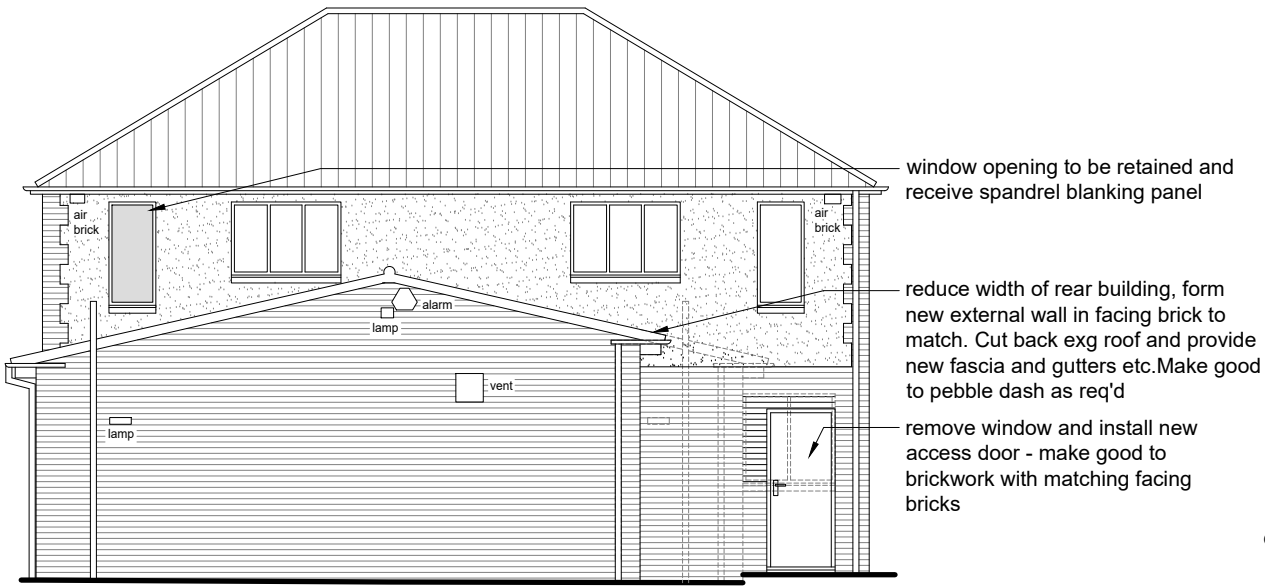 window opening to be retained and
receive spandrel blanking panel
air
brick
air
brick
reduce width of rear building, form
new external wall in facing brick to
match. Cut back exg roof and provide
new fascia and gutters etc.Make good
to pebble dash as req'd
alarm
lamp
vent
lamp
remove window and install new
access door - make good to
brickwork with matching facing
bricks